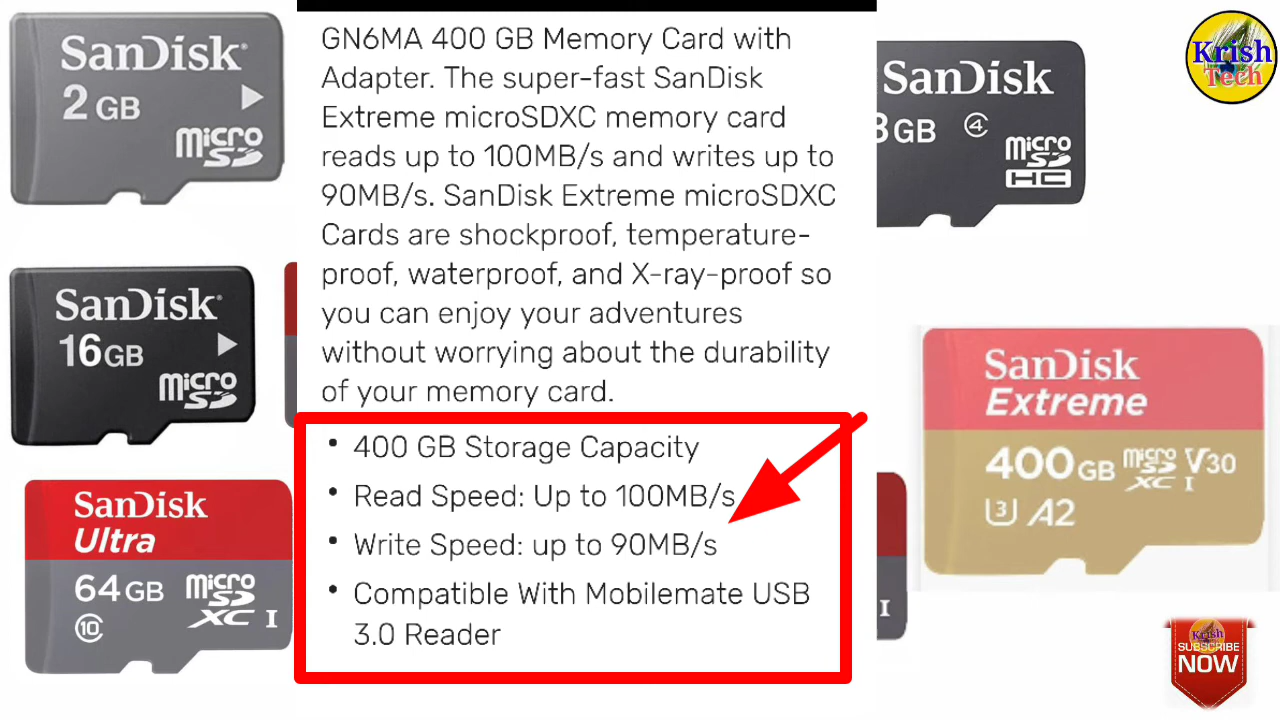 SanDisk
2 GB
micro
SD
SanDisk
16GB
micro
SD
SanDisk
Ultra
64 GB
micro
SD
XC I
10
GN6MA 400 GB Memory Card with
Adapter. The super-fast SanDisk
Extreme microSDXC memory card
reads up to 100MB/s and writes up to
90MB/s. SanDisk Extreme microSDXC
Cards are shockproof, temperature-
proof, waterproof, and X-ray-proof so
you can enjoy your adventures
without worrying about the durability
of your memory card.
• 400 GB Storage Capacity
• Read Speed: Up to 100MB/s
• Write Speed: up to 90MB/s
• Compatible With Mobilemate USB
3.0 Reader
SanDisk
GB 4
micro
SD
HC
Krish
Tech
SanDisk
Extreme
400GB micro SD XC I V30
3 A2
I
Krish
SUBSCRIBE
NOW